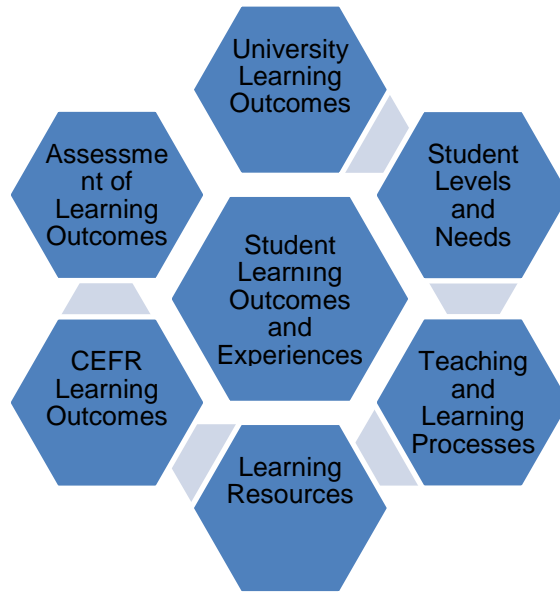 University
Learning
Outcomes
Student
Levels
and
Needs
Teaching
and
Learning
Processes
Learning
Resources
CEFR
Learning
Outcomes
Assessme
nt of
Learning
Outcomes
Student
Learning
Outcomes
and
Experiences